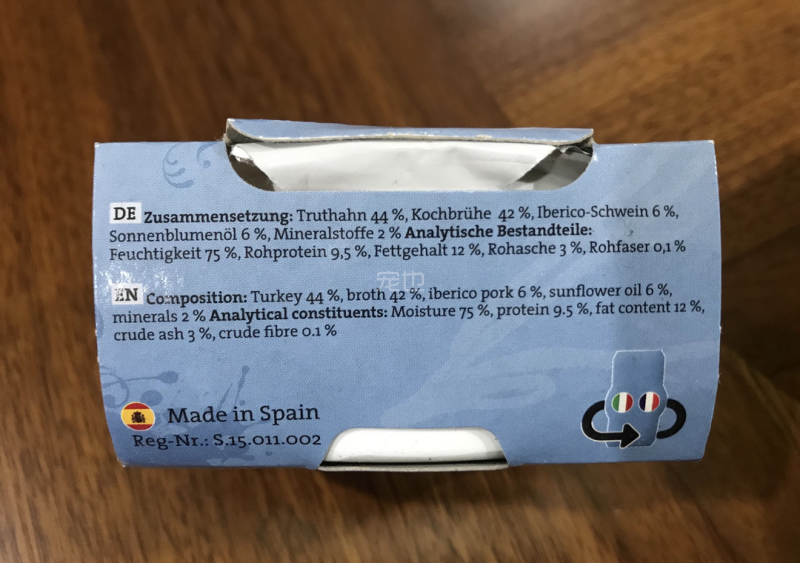 DE Zusammensetzung: Truthahn 44 %, Kochbrühe 42 %, Iberico-Schwein 6 %,
Sonnenblumenöl 6 %, Mineralstoffe 2 % Analytische Bestandteile:
Feuchtigkeit 75 %, Rohprotein 9,5 %, Fettgehalt 12 %, Rohasche 3 %, Rohfaser 0,1 %
宠也
EN Composition: Turkey 44 %, broth 42 %, iberico pork 6 %, sunflower oil 6 %,
minerals 2 % Analytical constituents: Moisture 75 %, protein 9.5 %, fat content 12 %,
crude ash 3 %, crude fibre 0.1 %
Made in Spain
Reg-Nr.: S.15.011.002